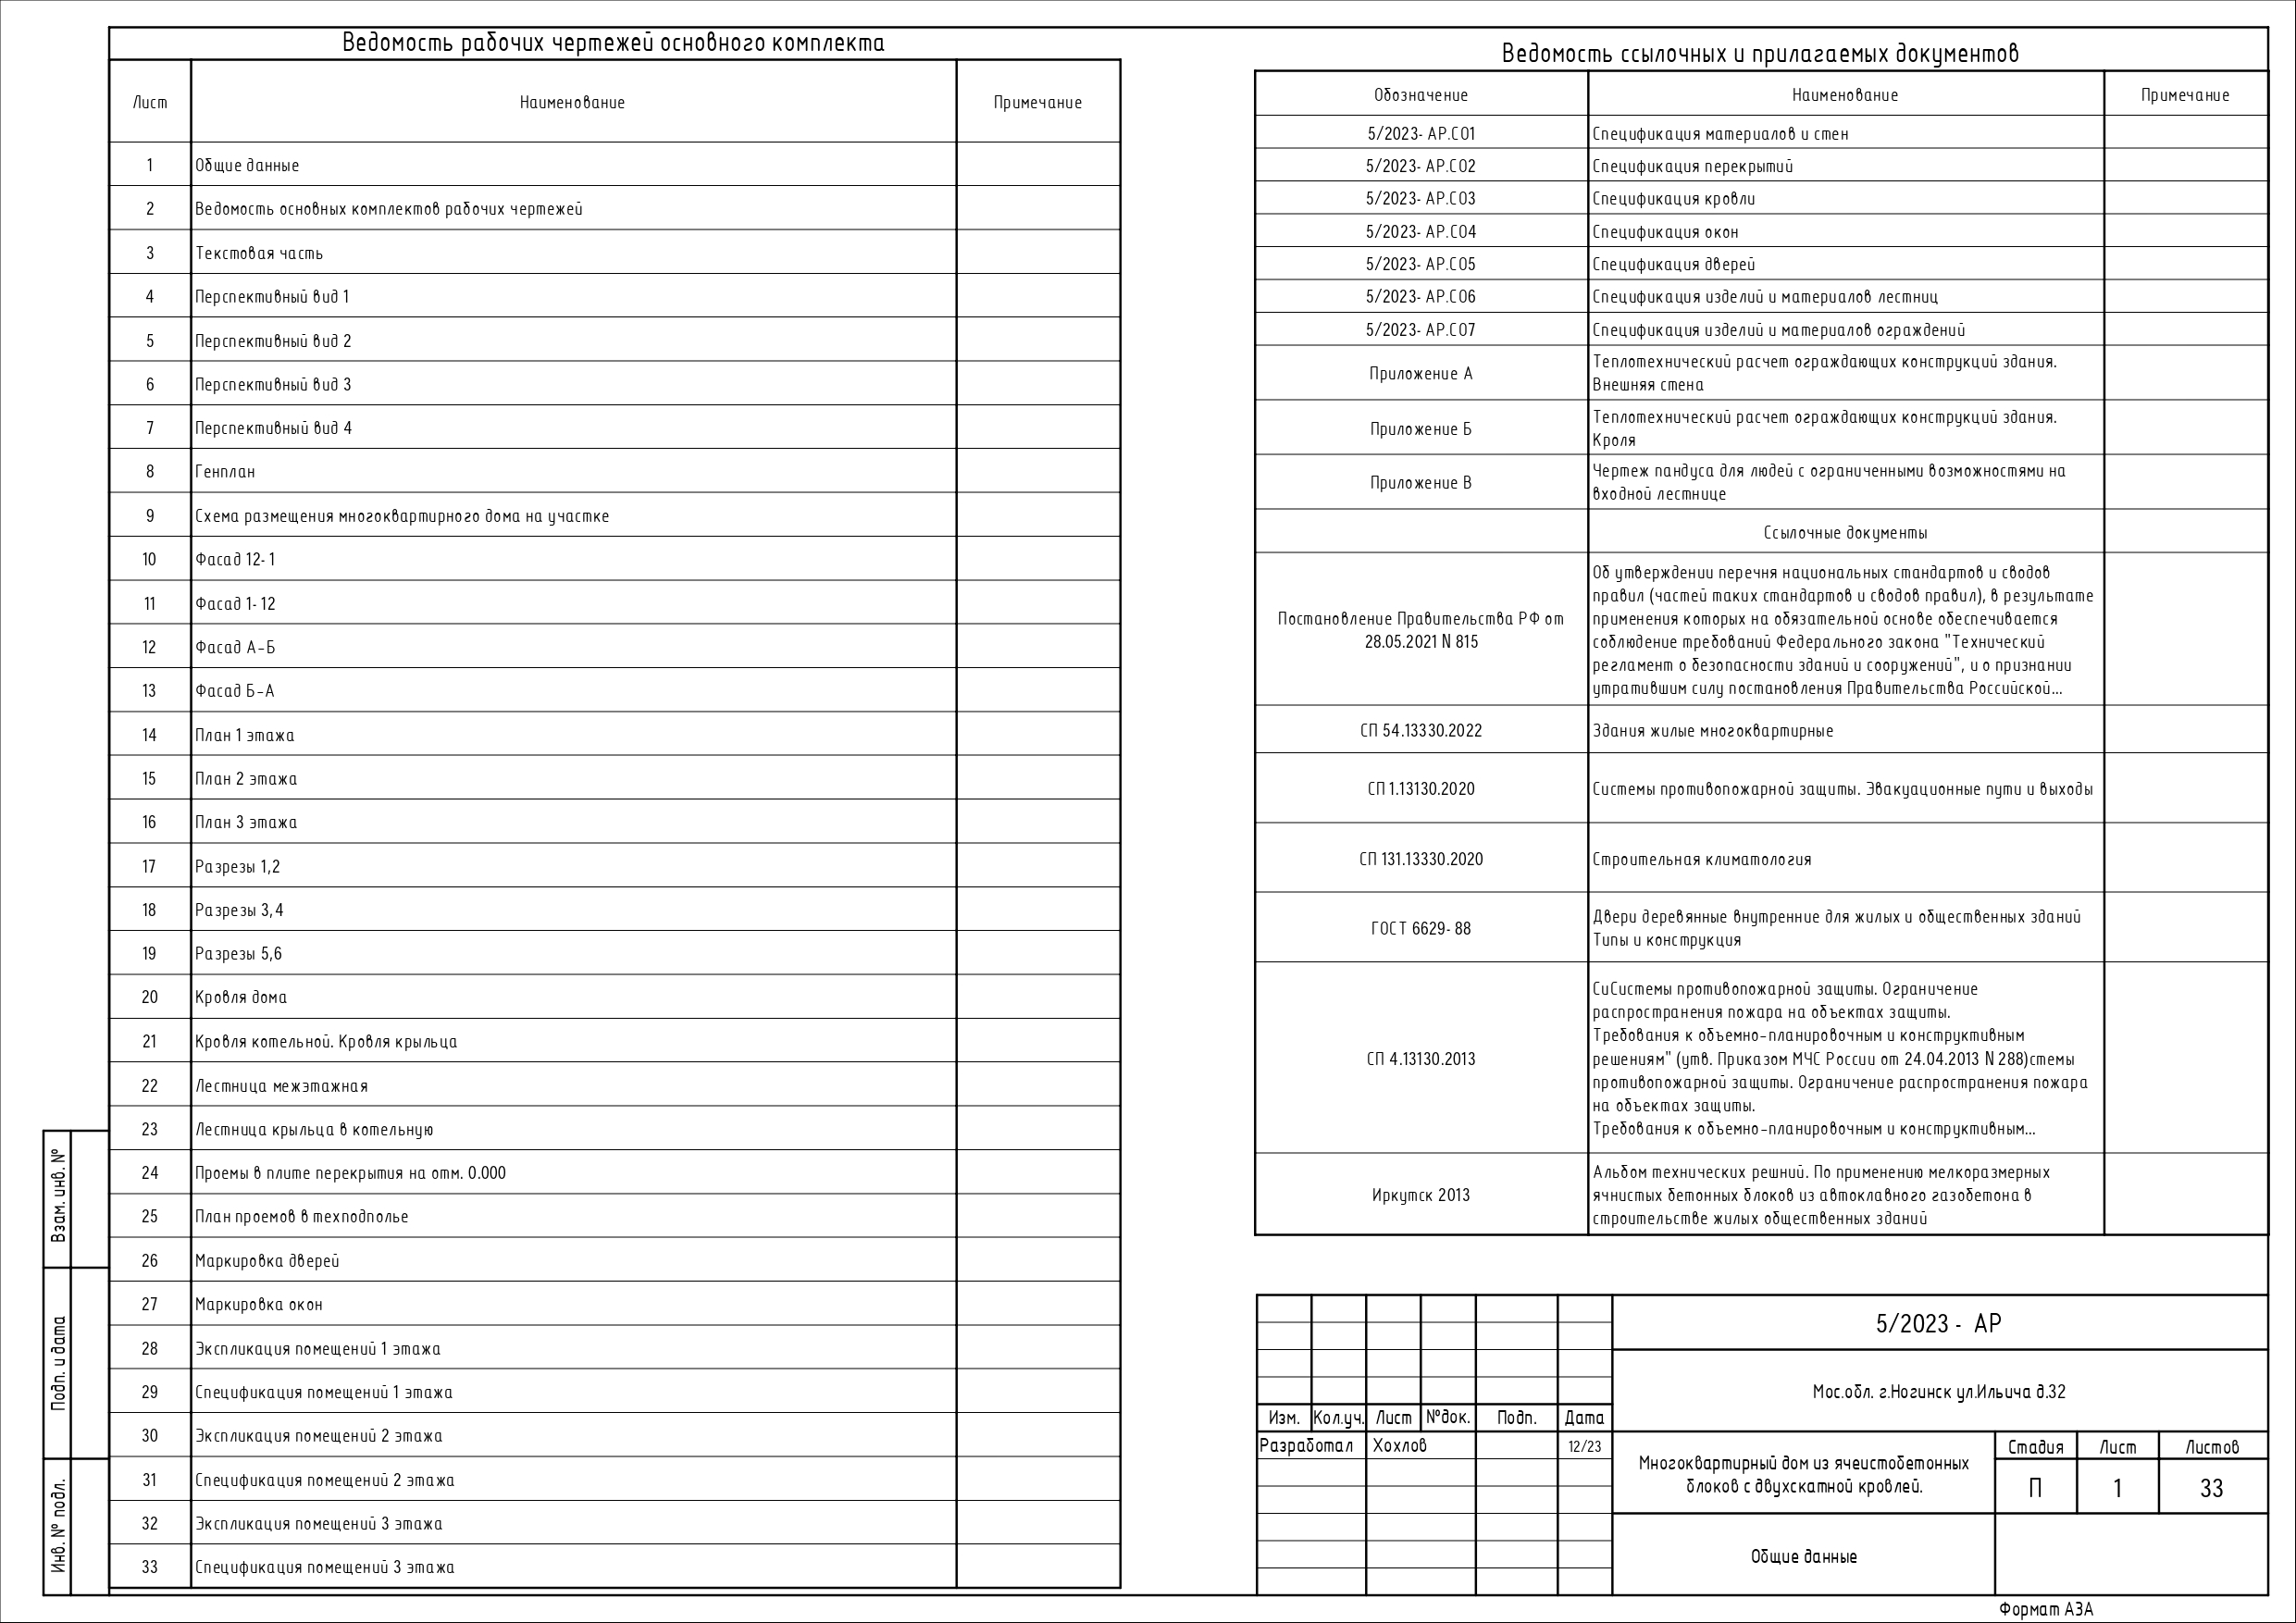 Ведомость рабочих чертежей основного комплекта
Лист Наименование Примечание
1 Общие данные
2 Ведомость основных комплектов рабочих чертежей
3 Текстовая часть
4 Перспективный вид 1
5 Перспективный вид 2
6 Перспективный вид 3
7 Перспективный вид 4
8 Генплан
9 Схема размещения многоквартирного дома на участке
10 Фасад 12-1
11 Фасад 1-12
12 Фасад А-Б
13 Фасад Б-А
14 План 1 этажа
15 План 2 этажа
16 План 3 этажа
17 Разрезы 1,2
18 Разрезы 3,4
19 Разрезы 5,6
20 Кровля дома
21 Кровля котельной. Кровля крыльца
22 Лестница межэтажная
23 Лестница крыльца в котельную
24 Проемы в плите перекрытия на отм. 0.000
25 План проемов в техподполье
26 Маркировка дверей
27 Маркировка окон
28 Экспликация помещений 1 этажа
29 Спецификация помещений 1 этажа
30 Экспликация помещений 2 этажа
31 Спецификация помещений 2 этажа
32 Экспликация помещений 3 этажа
33 Спецификация помещений 3 этажа
Ведомость ссылочных и прилагаемых документов
Обозначение Наименование Примечание
5/2023- АР.СО1 Спецификация материалов и стен
5/2023- АР.СО2 Спецификация перекрытий
5/2023- АР.СО3 Спецификация кровли
5/2023- АР.СО4 Спецификация окон
5/2023- АР.СО5 Спецификация дверей
5/2023- АР.СО6 Спецификация изделий и материалов лестниц
5/2023- АР.СО7 Спецификация изделий и материалов ограждений
Приложение А
Теплотехнический расчет ограждающих конструкций здания.
Внешняя стена
Приложение Б
Теплотехнический расчет ограждающих конструкций здания.
Кроля
Приложение В
Чертеж пандуса для людей с ограниченными возможностями на
входной лестнице
Ссылочные документы
Постановление Правительства РФ от
28.05.2021 N 815
Об утверждении перечня национальных стандартов и сводов
правил (частей таких стандартов и сводов правил), в результате
применения которых на обязательной основе обеспечивается
соблюдение требований Федерального закона "Технический
регламент о безопасности зданий и сооружений", и о признании
утратившим силу постановления Правительства Российской...
СП 54.13330.2022 Здания жилые многоквартирные
СП 1.13130.2020 Системы противопожарной защиты. Эвакуационные пути и выходы
СП 131.13330.2020 Строительная климатология
ГОСТ 6629- 88
Двери деревянные внутренние для жилых и общественных зданий
Типы и конструкция
СП 4.13130.2013
СиСистемы противопожарной защиты. Ограничение
распространения пожара на объектах защиты.
Требования к объемно-планировочным и конструктивным
решениям" (утв. Приказом МЧС России от 24.04.2013 N 288)стемы
противопожарной защиты. Ограничение распространения пожара
на объектах защиты.
Требования к объемно-планировочным и конструктивным...
Иркутск 2013
Альбом технических решний. По применению мелкоразмерных
ячнистых бетонных блоков из автоклавного газобетона в
строительстве жилых общественных зданий
Взам. инв. №
Подп. и дата
Инв. № подл.
5/2023 - АР
Мос.обл. г.Ногинск ул.Ильича д.32
Изм. Кол.уч. Лист №док. Подп. Дата
Разработал Хохлов 12/23
Многоквартирный дом из ячеистобетонных
блоков с двухскатной кровлей.
Стадия Лист Листов
П 1 33
Общие данные
Формат А3А